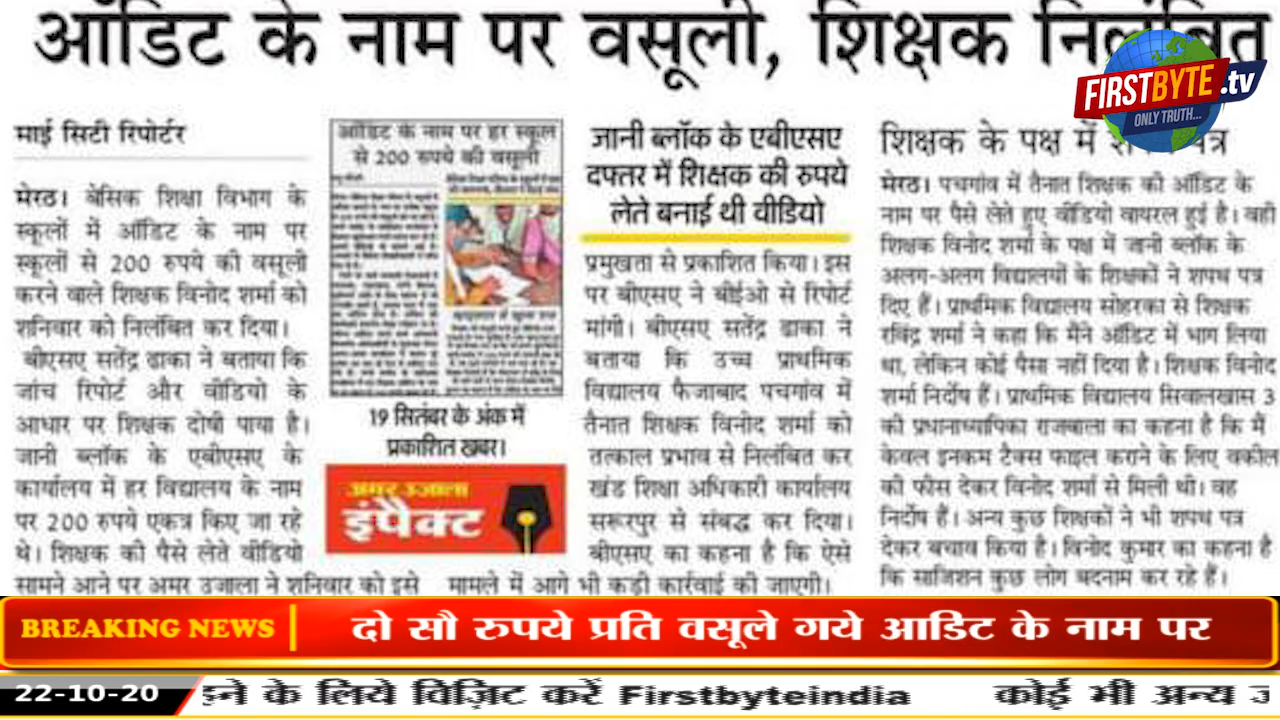 ऑडिट के नाम पर वसूली, शिक्षक निलंबित
FIRSTBYTE.tv
ONLY TRUTH...
माई सिटी रिपोर्टर
मेरठ। बेसिक शिक्षा विभाग के
स्कूलों में ऑडिट के नाम पर
स्कूलों से 200 रुपये की वसूली
करने वाले शिक्षक विनोद शर्मा को
शनिवार को निलंबित कर दिया।
बीएसए सतेंद्र ढाका ने बताया कि
जांच रिपोर्ट और वीडियो के
आधार पर शिक्षक दोषी पाया है।
जानी ब्लॉक के एबीएसए के
कार्यालय में हर विद्यालय के नाम
पर 200 रुपये एकत्र किए जा रहे
थे। शिक्षक की पैसे लेते वीडियो
सामने आने पर अमर उजाला ने शनिवार को इसे
ऑडिट के नाम पर हर स्कूल
से 200 रुपये की वसूली
19 सितंबर के अंक में
प्रकाशित खबर।
अमर उजाला
इंपैक्ट
जानी ब्लॉक के एबीएसए
दफ्तर में शिक्षक की रुपये
लेते बनाई थी वीडियो
प्रमुखता से प्रकाशित किया। इस
पर बीएसए ने बीईओ से रिपोर्ट
मांगी। बीएसए सतेंद्र ढाका ने
बताया कि उच्च प्राथमिक
विद्यालय फैजाबाद पचगांव में
तैनात शिक्षक विनोद शर्मा को
तत्काल प्रभाव से निलंबित कर
खंड शिक्षा अधिकारी कार्यालय
सरूरपुर से संबद्ध कर दिया।
बीएसए का कहना है कि ऐसे
मामले में आगे भी कड़ी कार्रवाई की जाएगी।
शिक्षक के पक्ष में शपथ पत्र
मेरठ। पचगांव में तैनात शिक्षक की ऑडिट के
नाम पर पैसे लेते हुए वीडियो वायरल हुई है। वहीं
शिक्षक विनोद शर्मा के पक्ष में जानी ब्लॉक के
अलग-अलग विद्यालयों के शिक्षकों ने शपथ पत्र
दिए हैं। प्राथमिक विद्यालय सोहरका से शिक्षक
रविंद्र शर्मा ने कहा कि मैंने ऑडिट में भाग लिया
था, लेकिन कोई पैसा नहीं दिया है। शिक्षक विनोद
शर्मा निर्दोष हैं। प्राथमिक विद्यालय सिवालखास 3
की प्रधानाध्यापिका राजबाला का कहना है कि मैं
केवल इनकम टैक्स फाइल कराने के लिए वकील
की फीस देकर विनोद शर्मा से मिली थी। वह
निर्दोष हैं। अन्य कुछ शिक्षकों ने भी शपथ पत्र
देकर बचाव किया है। विनोद कुमार का कहना है
कि साजिशन कुछ लोग बदनाम कर रहे हैं।
BREAKING NEWS
दो सौ रुपये प्रति वसूले गये आडिट के नाम पर
22-10-20
के लिये विज़िट करें Firstbyteindia कोई भी अन्य